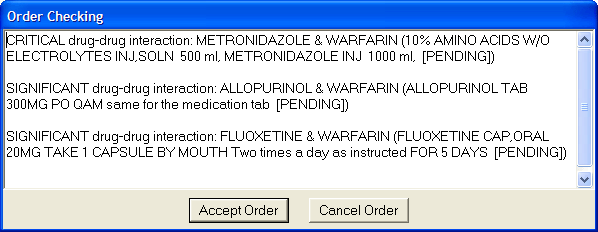 Order Checking
CRITICAL drug-drug interaction: METRONIDAZOLE & WARFARIN (10% AMINO ACIDS W/O
ELECTROLYTES INJ,SOLN  500 ml, METRONIDAZOLE INJ  1000 ml,  [PENDING])
SIGNIFICANT drug-drug interaction: ALLOPURINOL & WARFARIN (ALLOPURINOL TAB
300MG PO QAM same for the medication tab  [PENDING])
SIGNIFICANT drug-drug interaction: FLUOXETINE & WARFARIN (FLUOXETINE CAP,ORAL
20MG TAKE 1 CAPSULE BY MOUTH Two times a day as instructed FOR 5 DAYS  [PENDING])
Accept Order Cancel Order